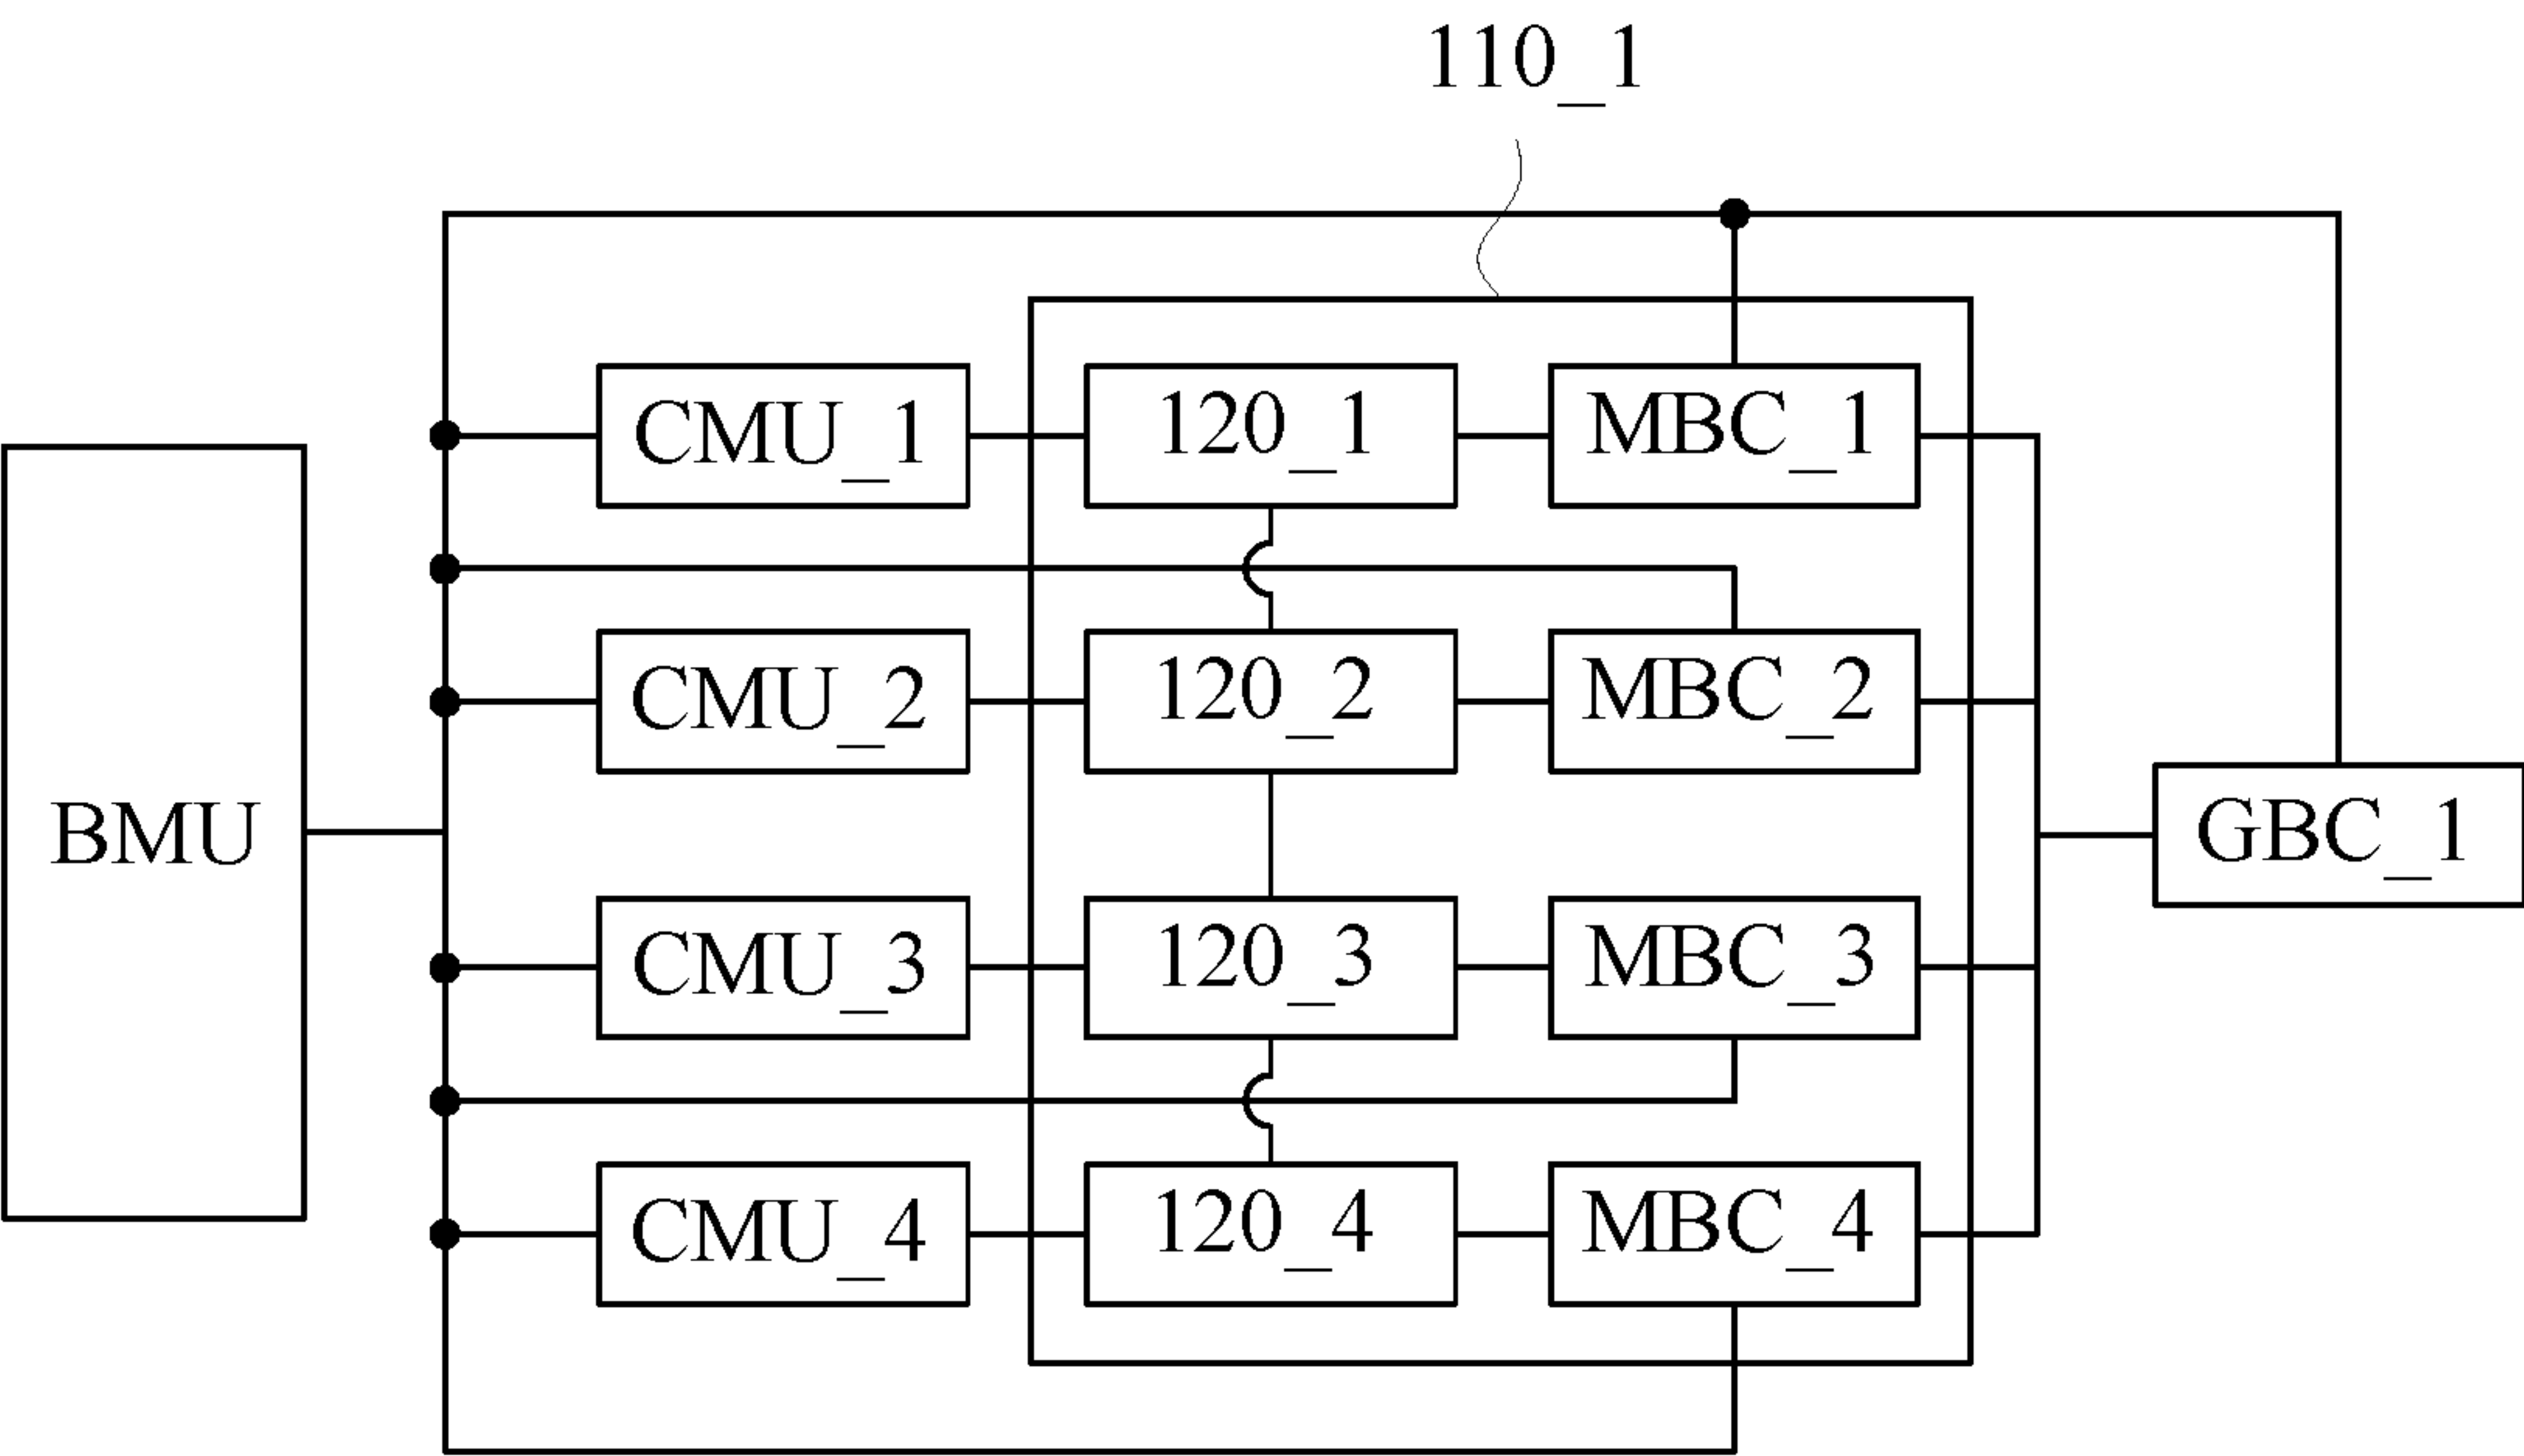 110_1
CMU_1 120_1 MBC_1
CMU_2 120_2 MBC_2
BMU GBC_1
CMU_3 120_3 MBC_3
CMU_4 120_4 MBC_4